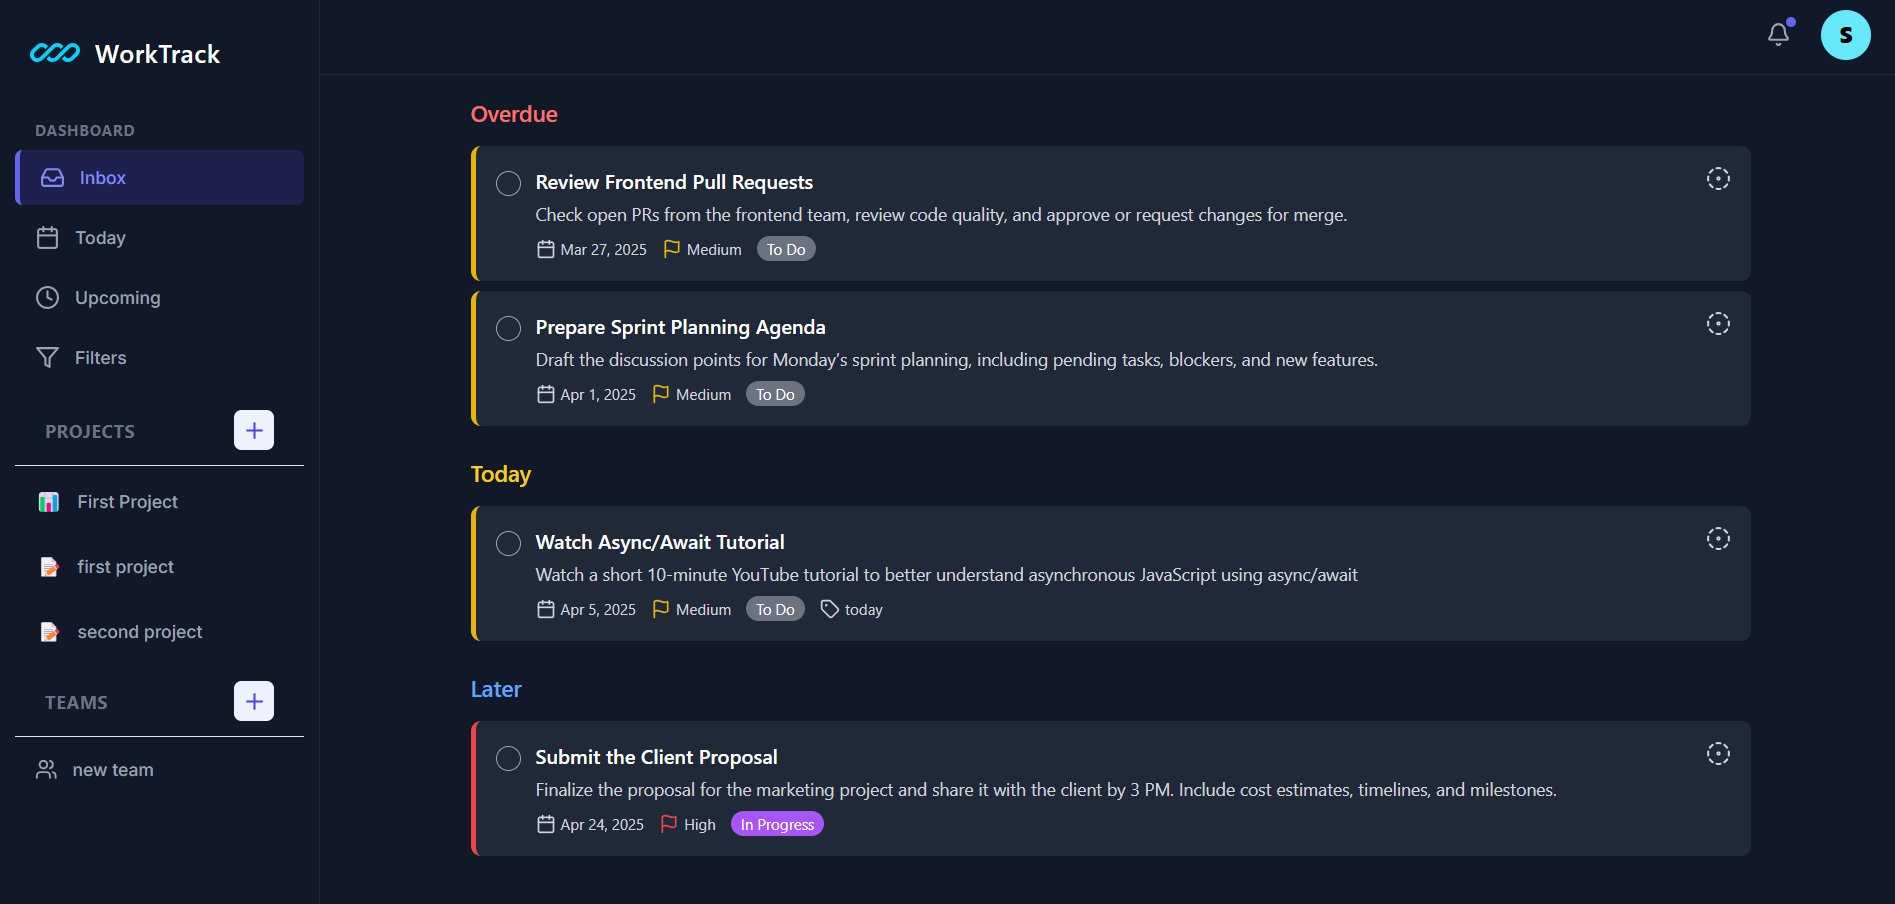 WorkTrack
DASHBOARD
Inbox
Today
Upcoming
Filters
PROJECTS
First Project
first project
second project
TEAMS
new team
S
Overdue
Review Frontend Pull Requests
Check open PRs from the frontend team, review code quality, and approve or request changes for merge.
Mar 27, 2025 Medium To Do
Prepare Sprint Planning Agenda
Draft the discussion points for Monday’s sprint planning, including pending tasks, blockers, and new features.
Apr 1, 2025 Medium To Do
Today
Watch Async/Await Tutorial
Watch a short 10-minute YouTube tutorial to better understand asynchronous JavaScript using async/await
Apr 5, 2025 Medium To Do today
Later
Submit the Client Proposal
Finalize the proposal for the marketing project and share it with the client by 3 PM. Include cost estimates, timelines, and milestones.
Apr 24, 2025 High In Progress